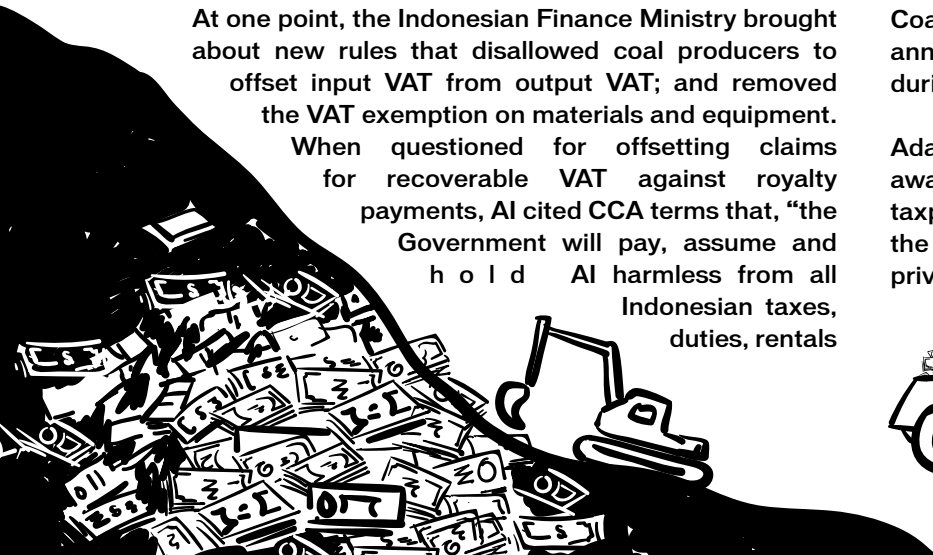 At one point, the Indonesian Finance Ministry brought
about new rules that disallowed coal producers to
offset input VAT from output VAT; and removed
the VAT exemption on materials and equipment.
When questioned for offsetting claims
for recoverable VAT against royalty
payments, AI cited CCA terms that, “the
Government will pay, assume and
hold AI harmless from all
Indonesian taxes,
duties, rentals
Coa
ann
duri
Ada
awa
taxp
the
priv